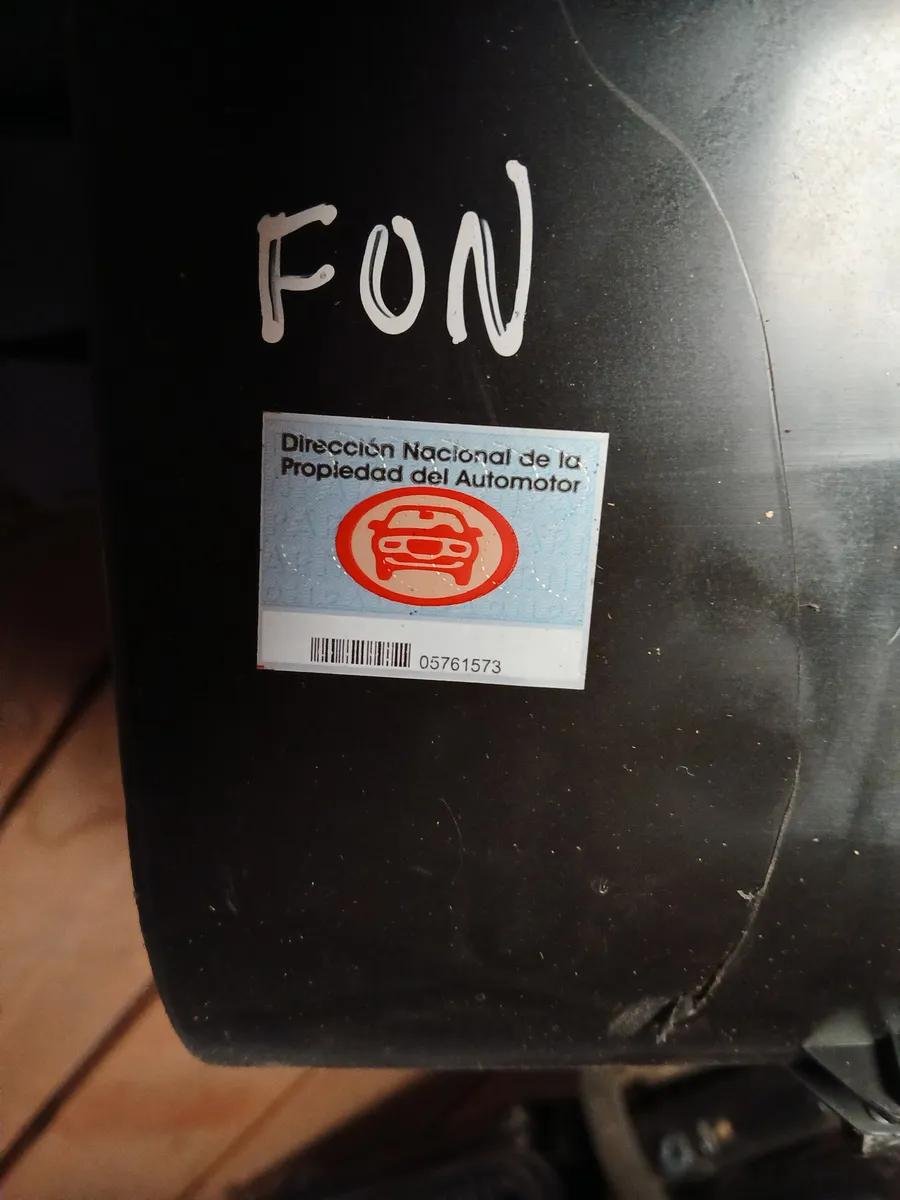 FON
Dirección Nacional de la
Propiedad del Automotor
05761573